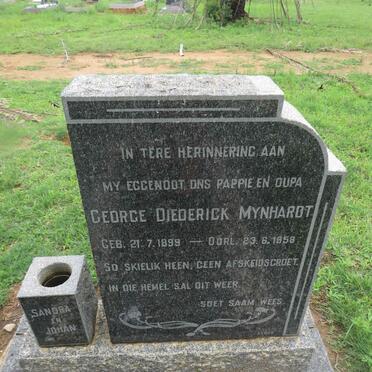 IN TERE HERINNERING AAN
MY EGGENOOT, ONS PAPPIE EN OUPA
GEORGE DIEDERICK MYNHARDT
GEB. 21.7.1899 — OORL. 23.6.1958
SO SKIELIK HEEN, GEEN AFSKEIDSGROET,
IN DIE HEMEL SAL DIT WEER,
SOET SAAM WEES.
SANDRA
EN
JOHAN